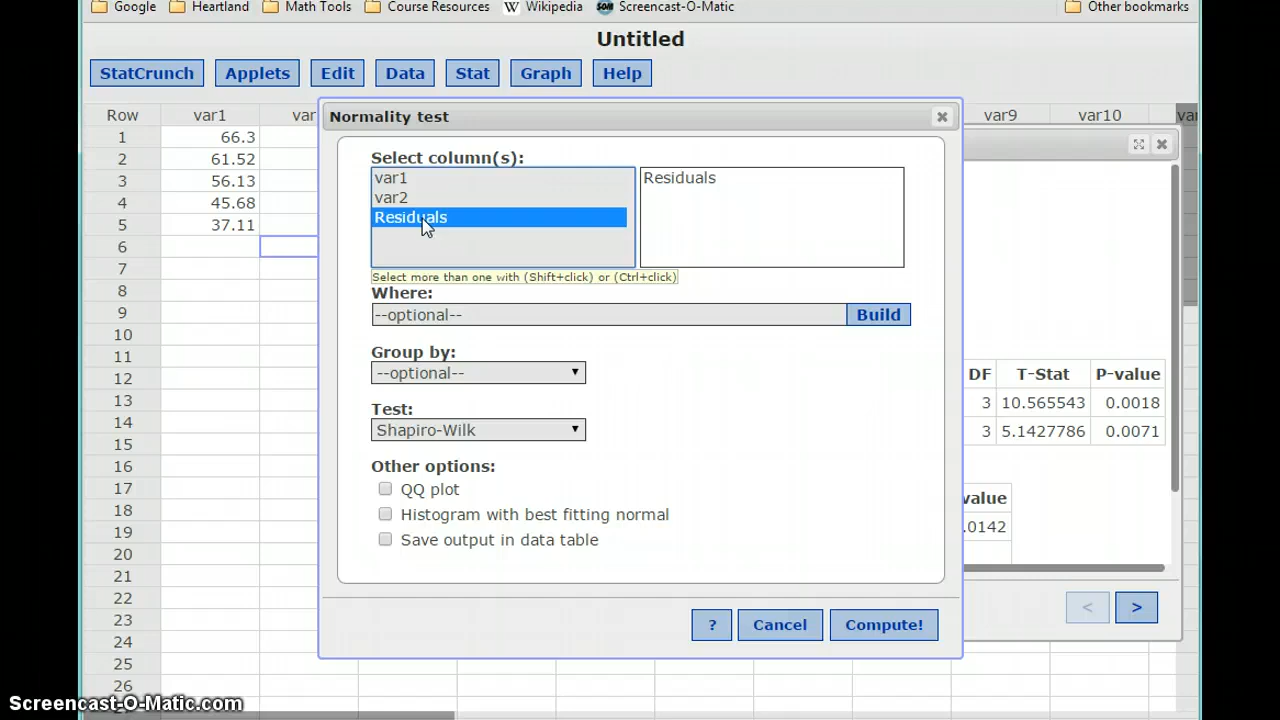 Google Heartland Math Tools Course Resources Wikipedia Screencast-O-Matic Other bookmarks
Untitled
StatCrunch Applets Edit Data Stat Graph Help
Row var1 var var9 var10 va
Normality test
1 66.3
2 61.52
3 56.13
4 45.68
5 37.11
6
7
8
9
10
11
12
13
14
15
16
17
18
19
20
21
22
23
24
25
26
Select column(s):
var1
var2
Residuals
Residuals
Select more than one with (Shift+click) or (Ctrl+click)
Where:
--optional-- Build
Group by:
--optional--
Test:
Shapiro-Wilk
Other options:
QQ plot
Histogram with best fitting normal
Save output in data table
? Cancel Compute!
DF T-Stat P-value
3 10.565543 0.0018
3 5.1427786 0.0071
value
.0142
< >
Screencast-O-Matic.com